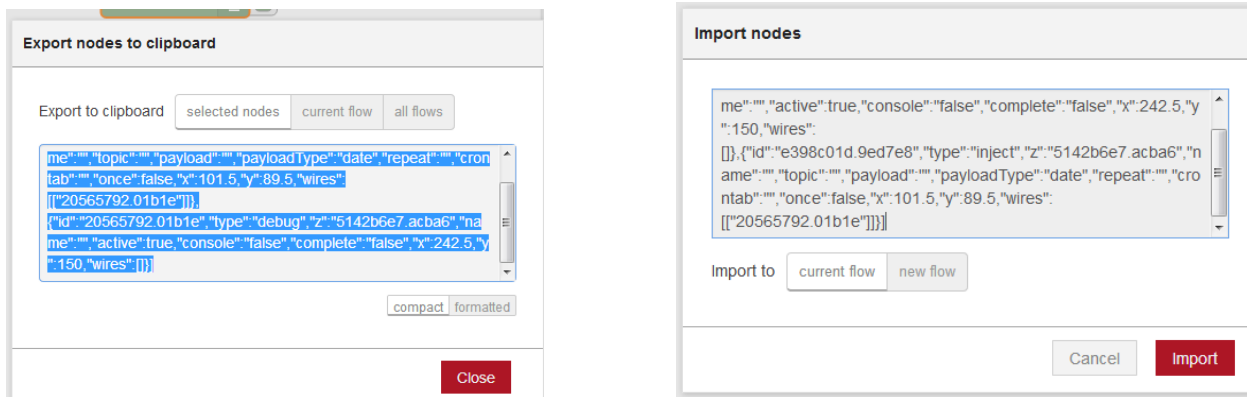 Export nodes to clipboard
Export to clipboard selected nodes current flow all flows
me":"","topic":"","payload":"","payloadType":"date","repeat":"","cron
tab":"","once":false,"x":101.5,"y":89.5,"wires":
[["20565792.01b1e"]]},
{"id":"20565792.01b1e","type":"debug","z":"5142b6e7.acba6","na
me":"","active":true,"console":"false","complete":"false","x":242.5,"y
":150,"wires":[]}]
compact formatted
Close
Import nodes
me":"","active":true,"console":"false","complete":"false","x":242.5,"y
":150,"wires":
[]},{"id":"e398c01d.9ed7e8","type":"inject","z":"5142b6e7.acba6","n
ame":"","topic":"","payload":"","payloadType":"date","repeat":"","cro
ntab":"","once":false,"x":101.5,"y":89.5,"wires":
[["20565792.01b1e"]]}]
Import to current flow new flow
Cancel Import